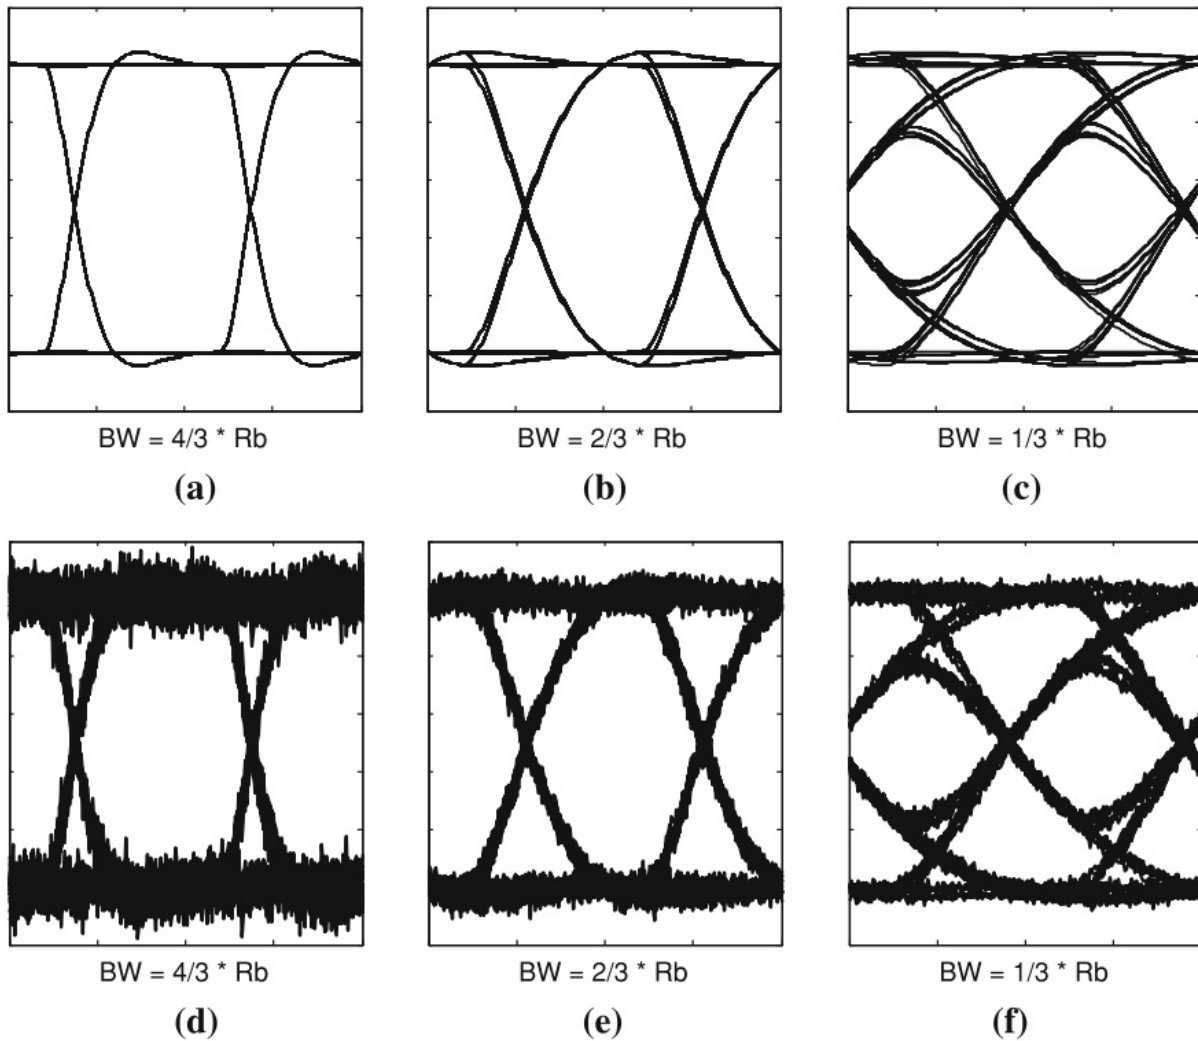 BW = 4/3 * Rb
BW = 2/3 * Rb
BW = 1/3 * Rb
(a)
(b)
(c)
BW = 4/3 * Rb
BW = 2/3 * Rb
BW = 1/3 * Rb
(d)
(e)
(f)